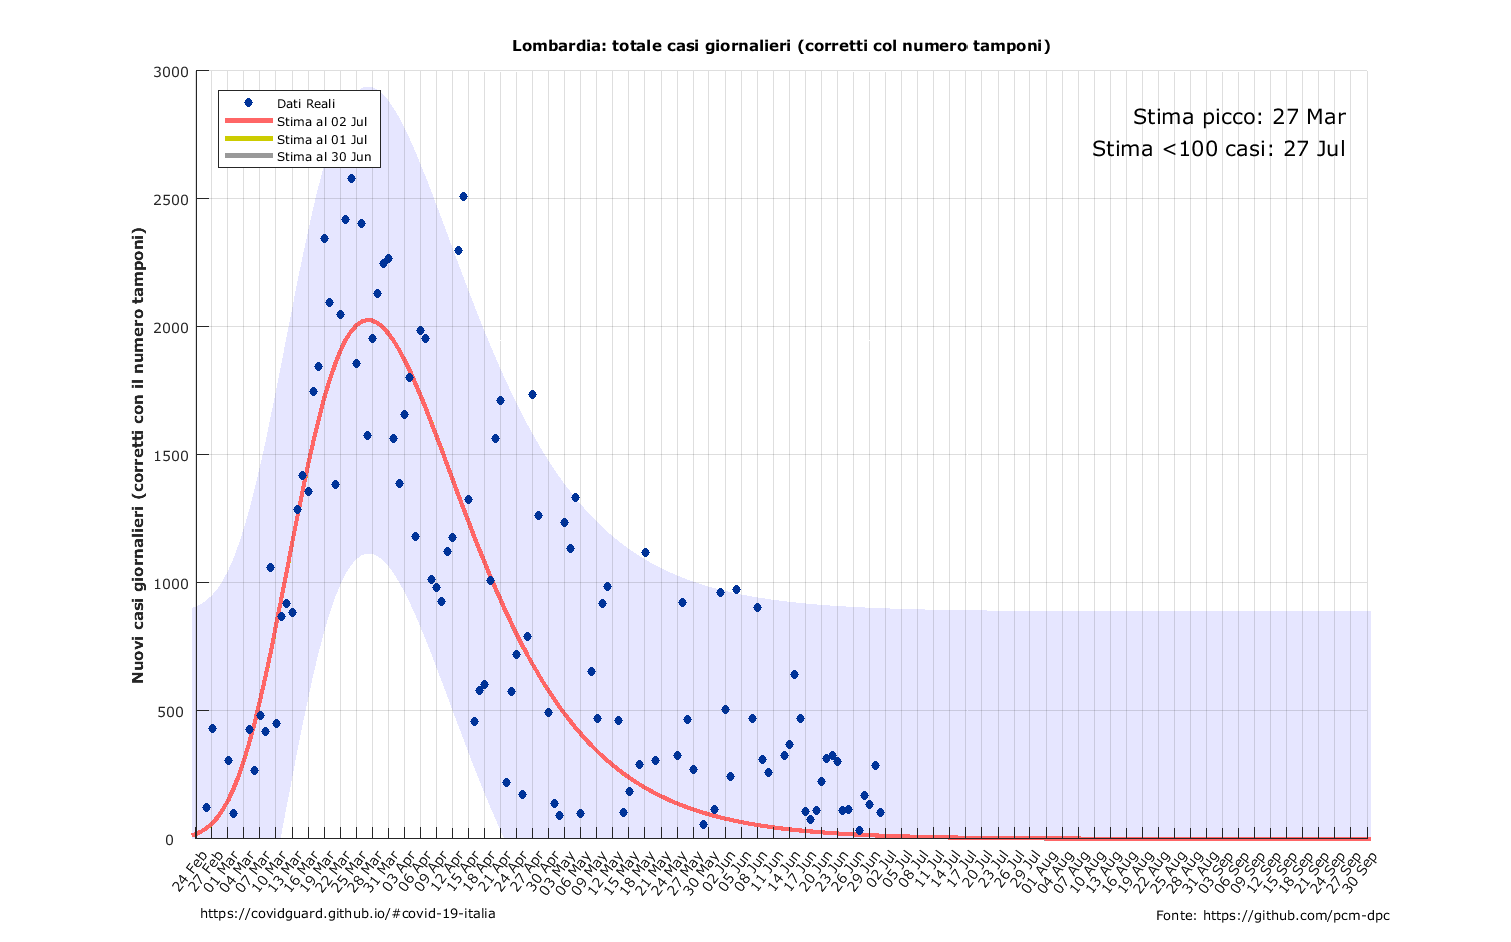 Lombardia: totale casi giornalieri (corretti col numero tamponi)
Stima picco: 27 Mar
Stima <100 casi: 27 Jul
Dati Reali
Stima al 02 Jul
Stima al 01 Jul
Stima al 30 Jun
Nuovi casi giornalieri (corretti con il numero tamponi)
3000
2500
2000
1500
1000
500
0
24 Feb
27 Feb
01 Mar
04 Mar
07 Mar
10 Mar
13 Mar
16 Mar
19 Mar
22 Mar
25 Mar
28 Mar
31 Mar
03 Apr
06 Apr
09 Apr
12 Apr
15 Apr
18 Apr
21 Apr
24 Apr
27 Apr
30 Apr
03 May
06 May
09 May
12 May
15 May
18 May
21 May
24 May
27 May
30 May
02 Jun
05 Jun
08 Jun
11 Jun
14 Jun
17 Jun
20 Jun
23 Jun
26 Jun
29 Jun
02 Jul
05 Jul
08 Jul
11 Jul
14 Jul
17 Jul
20 Jul
23 Jul
26 Jul
29 Jul
01 Aug
04 Aug
07 Aug
10 Aug
13 Aug
16 Aug
19 Aug
22 Aug
25 Aug
28 Aug
31 Aug
03 Sep
06 Sep
09 Sep
12 Sep
15 Sep
18 Sep
21 Sep
24 Sep
27 Sep
30 Sep
https://covidguard.github.io/#covid-19-italia
Fonte: https://github.com/pcm-dpc